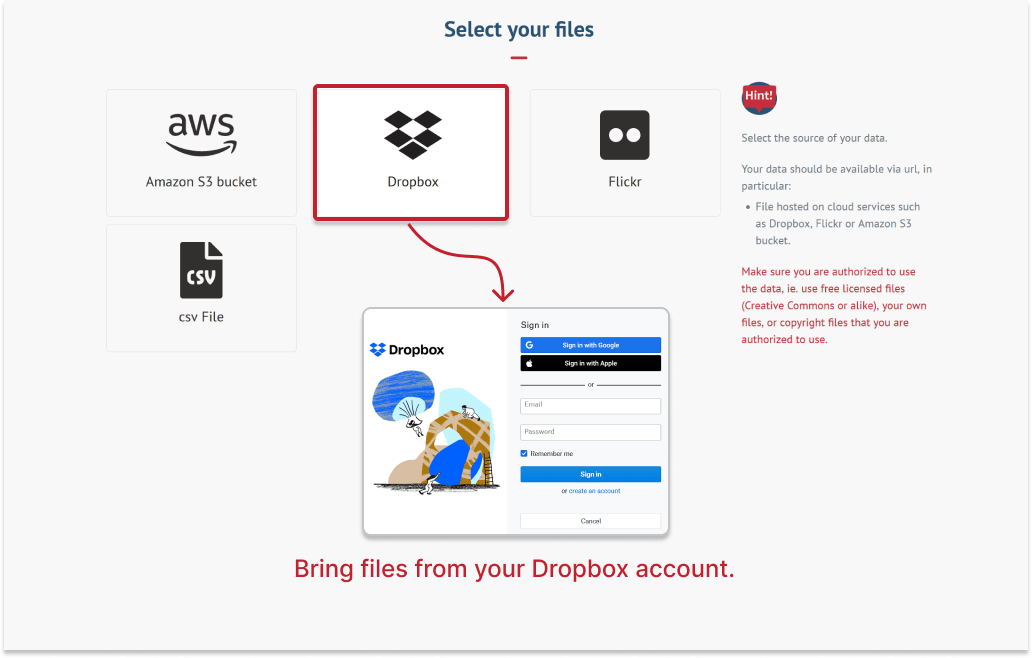 Select your files
aws
Amazon S3 bucket
Dropbox
Flickr
CSV
csv File
Hint!
Select the source of your data.
Your data should be available via url, in
particular:
• File hosted on cloud services such
as Dropbox, Flickr or Amazon S3
bucket.
Make sure you are authorized to use
the data, ie. use free licensed files
(Creative Commons or alike), your own
files, or copyright files that you are
authorized to use.
Dropbox
Sign in
Sign in with Google
Sign in with Apple
or
Email
Password
Remember me
Sign in
or create an account
Cancel
Bring files from your Dropbox account.